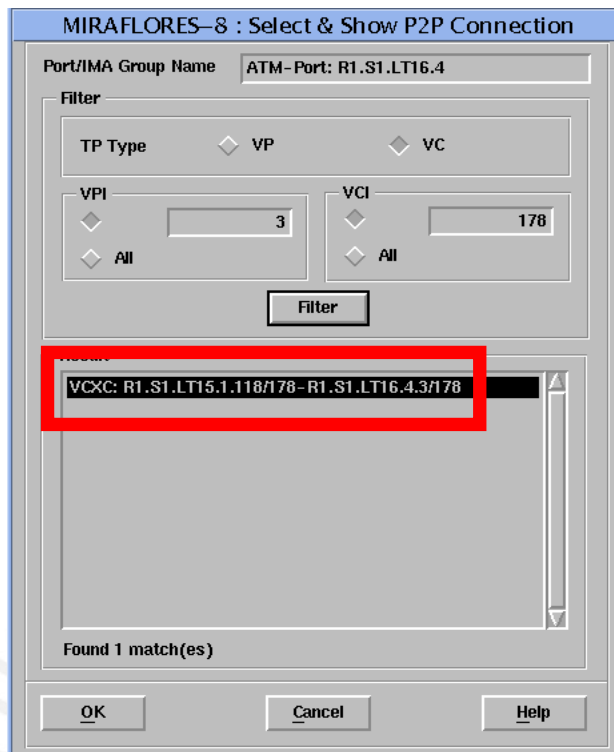 MIRAFLORES-8 : Select & Show P2P Connection
Port/IMA Group Name ATM-Port: R1.S1.LT16.4
Filter
TP Type VP VC
VPI VCI
3 178
All All
Filter
VCXC: R1.S1.LT15.1.118/178-R1.S1.LT16.4.3/178
Found 1 match(es)
OK Cancel Help